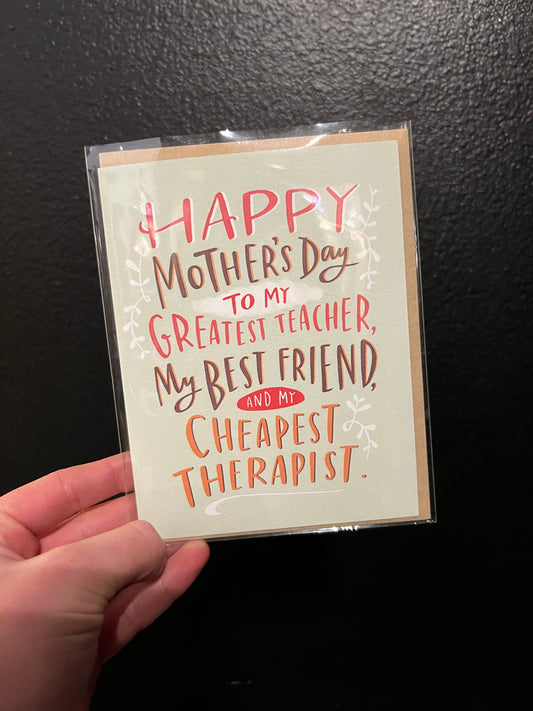 HAPPY
MOTHER'S DAY
TO MY
GREATEST TEACHER,
My BEST FRIEND,
AND MY
CHEAPEST
THERAPIST.